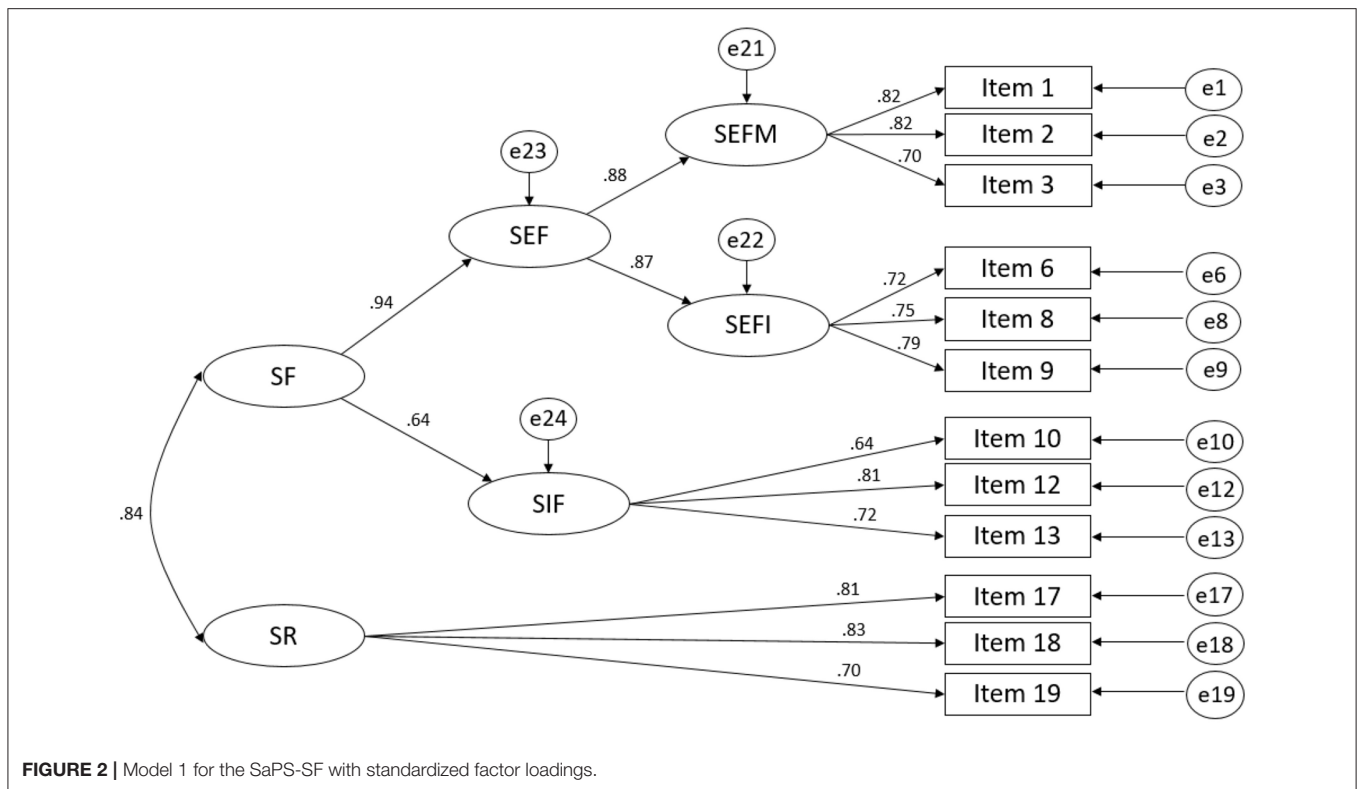 e21
SEFM
.82
.82
.70
Item 1
Item 2
Item 3
e1
e2
e3
e23
SEF
.88
.87
e22
SEFI
.72
.75
.79
Item 6
Item 8
Item 9
e6
e8
e9
.94
SF
.64
e24
SIF
.64
.81
.72
Item 10
Item 12
Item 13
e10
e12
e13
.84
SR
.81
.83
.70
Item 17
Item 18
Item 19
e17
e18
e19
FIGURE 2 | Model 1 for the SaPS-SF with standardized factor loadings.